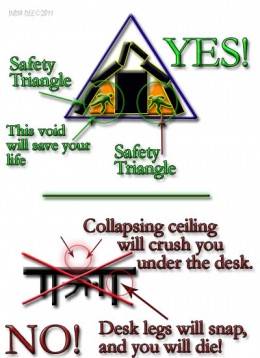 YES!
Safety
Triangle
This void
will save your
life
Safety
Triangle
Collapsing ceiling
will crush you
under the desk.
NO!
Desk legs will snap,
and you will die!